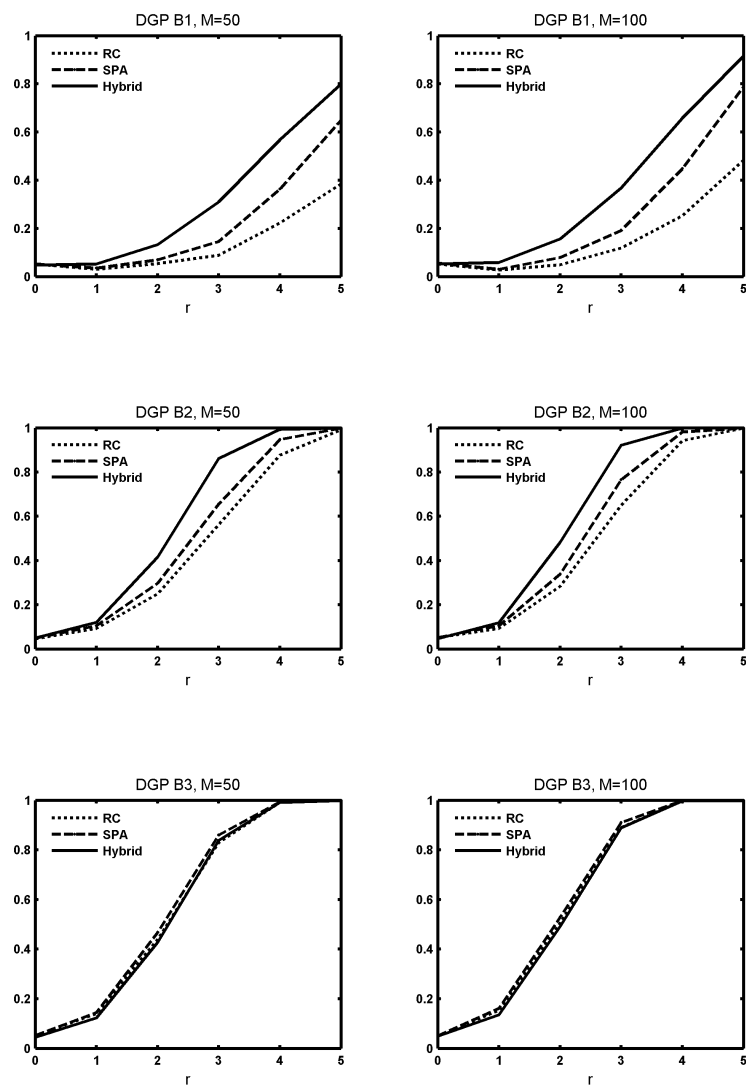 DGP B1, M=50
1
0.8
0.6
0.4
0.2
0
RC
SPA
Hybrid
0 1 2 3 4 5
r
DGP B1, M=100
1
0.8
0.6
0.4
0.2
0
RC
SPA
Hybrid
0 1 2 3 4 5
r
DGP B2, M=50
1
0.8
0.6
0.4
0.2
0
RC
SPA
Hybrid
0 1 2 3 4 5
r
DGP B2, M=100
1
0.8
0.6
0.4
0.2
0
RC
SPA
Hybrid
0 1 2 3 4 5
r
DGP B3, M=50
1
0.8
0.6
0.4
0.2
0
RC
SPA
Hybrid
0 1 2 3 4 5
r
DGP B3, M=100
1
0.8
0.6
0.4
0.2
0
RC
SPA
Hybrid
0 1 2 3 4 5
r